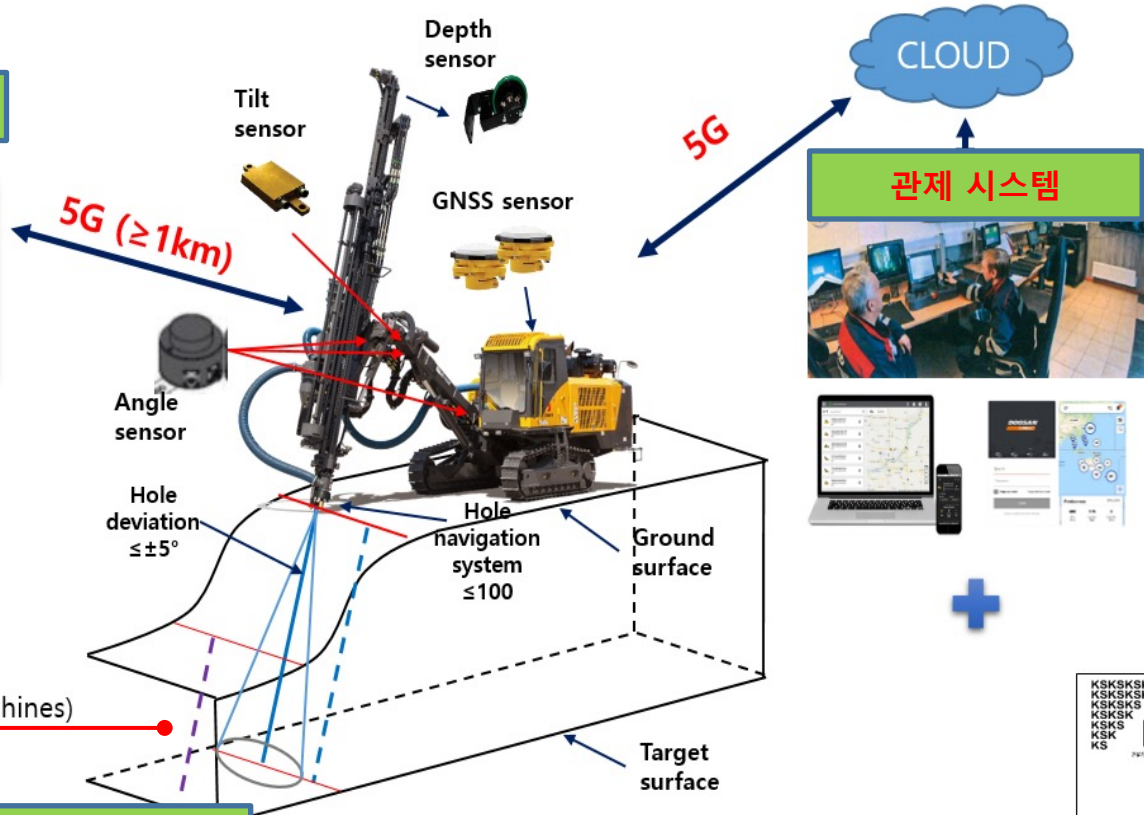 Depth
sensor
CLOUD
Tilt
sensor
5G
관제 시스템
GNSS sensor
5G (≥1km)
Angle
sensor
DOOSAN
Hole
deviation
≤±5°
Hole
navigation
system
≤100
Ground
surface
hines)
Target
surface
KSKSKS
KSKSKS
KSKSKS
KSKSK
KSKS
KSK
KS